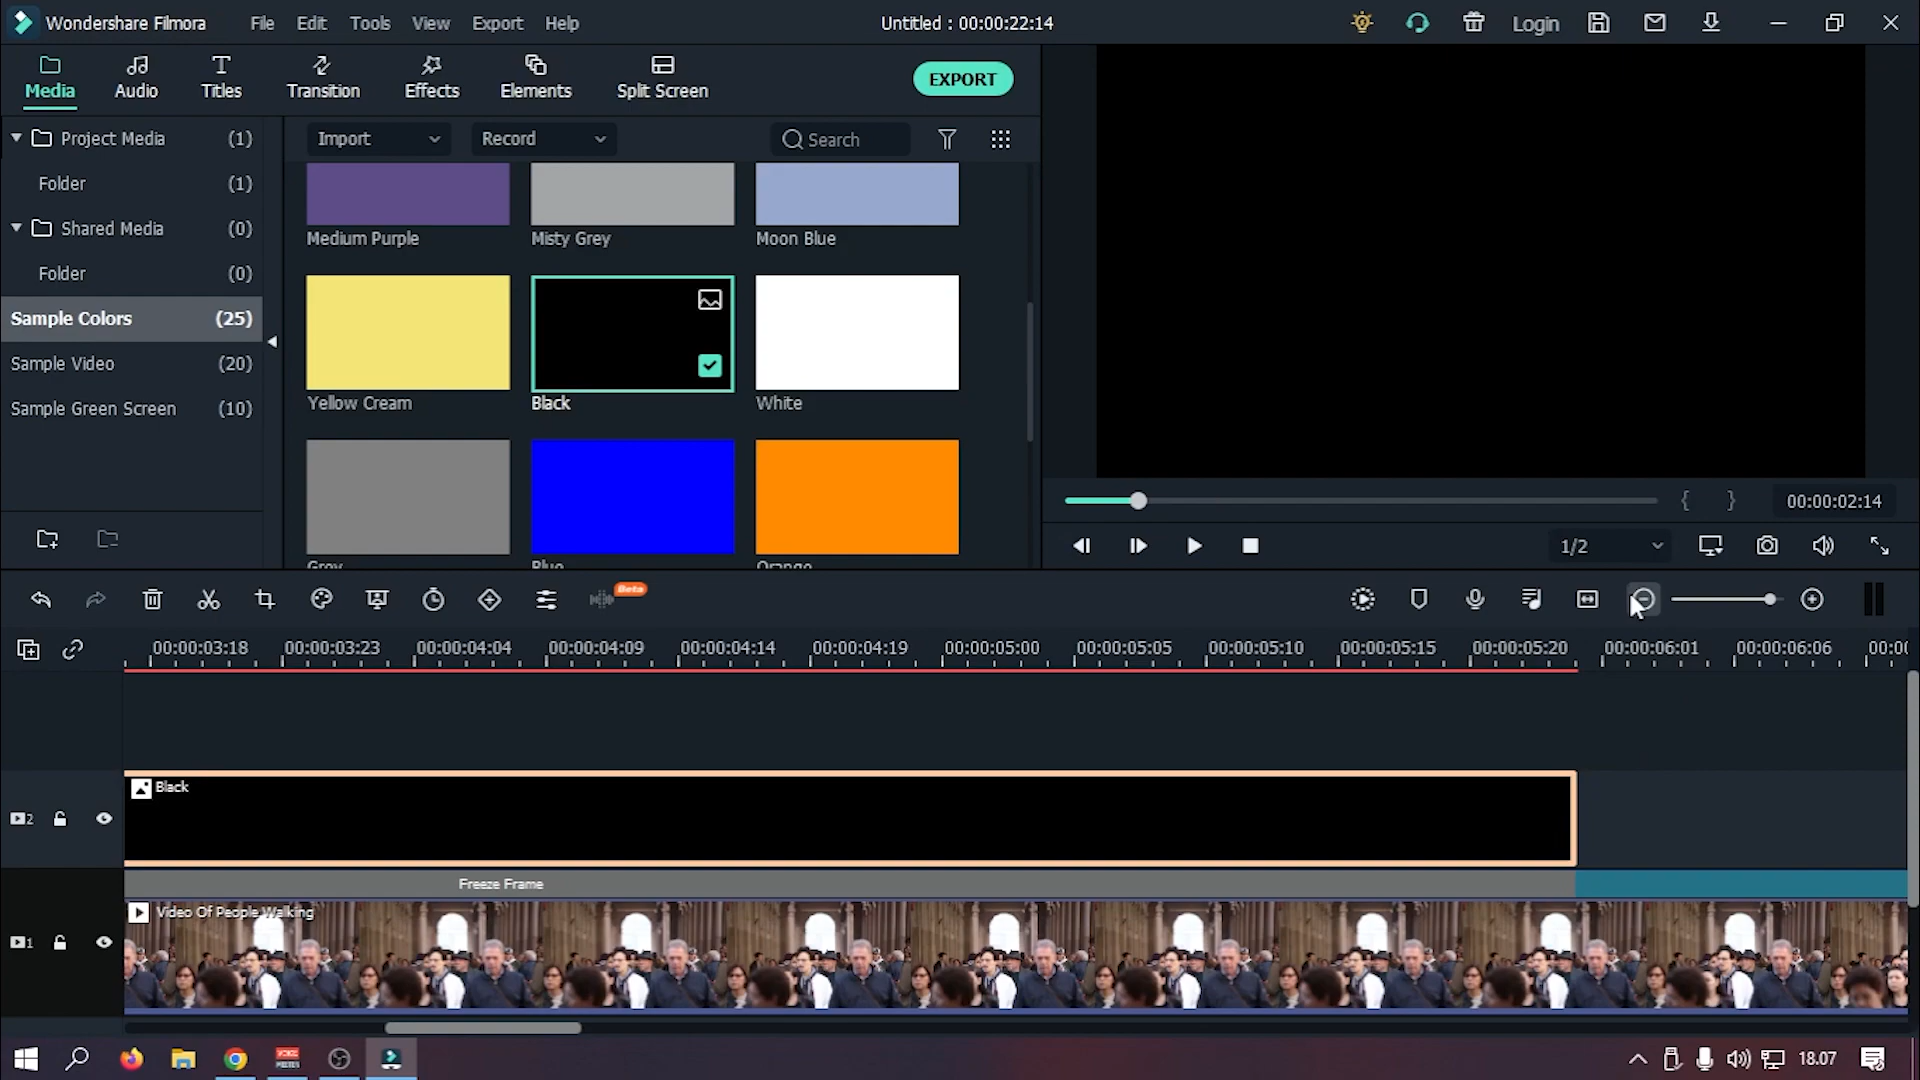 Wondershare Filmora
File
Edit
Tools
View
Export
Help
Untitled : 00:00:22:14
Login
Media
Audio
Titles
Transition
Effects
Elements
Split Screen
EXPORT
Project Media (1)
Folder (1)
Shared Media (0)
Folder (0)
Sample Colors (25)
Sample Video (20)
Sample Green Screen (10)
Import
Record
Search
Medium Purple
Misty Grey
Moon Blue
Yellow Cream
Black
White
Grey
Blue
Orange
{ }
00:00:02:14
1/2
Beta
00:00:03:18
00:00:03:23
00:00:04:04
00:00:04:09
00:00:04:14
00:00:04:19
00:00:05:00
00:00:05:05
00:00:05:10
00:00:05:15
00:00:05:20
00:00:06:01
00:00:06:06
00:0
Black
2
Freeze Frame
Video Of People Walking
1
18.07